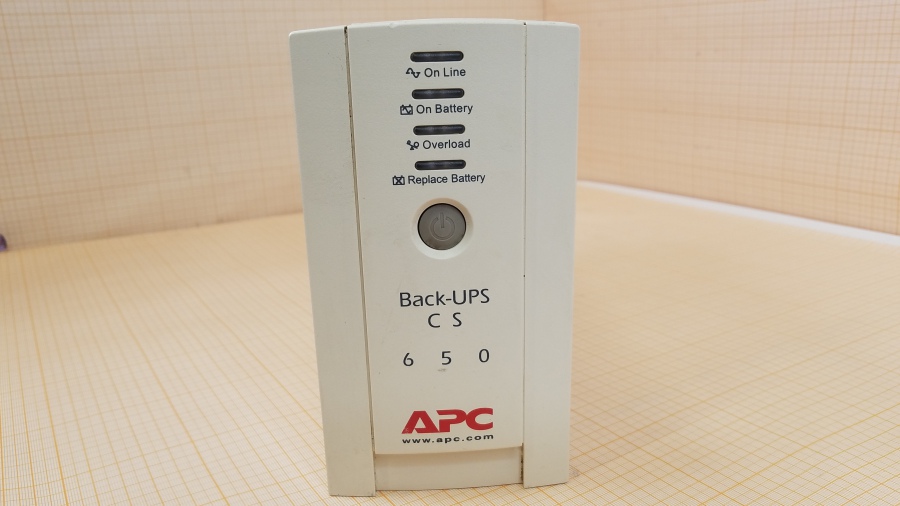 On Line
On Battery
Overload
Replace Battery
Back-UPS
C S
6 5 0
APC
www.apc.com